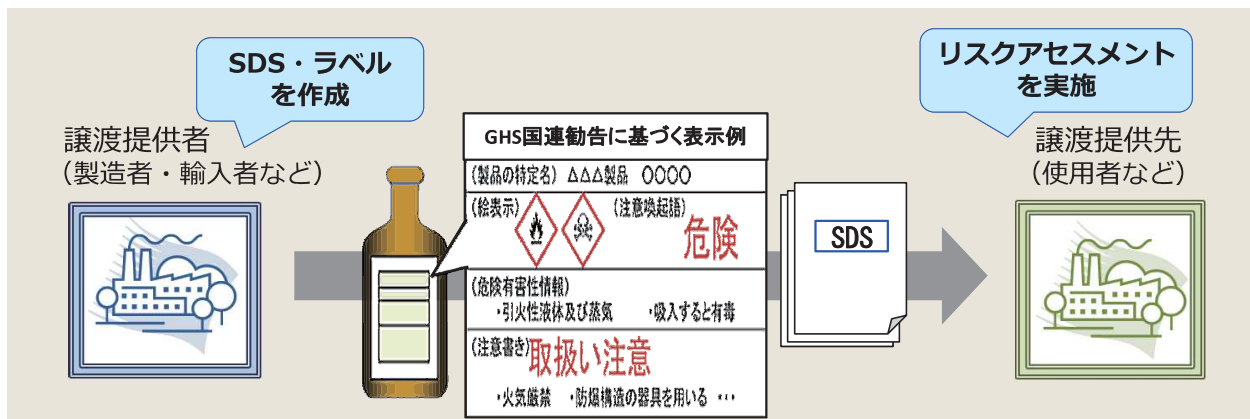 SDS・ラベル
を作成
リスクアセスメント
を実施
譲渡提供者
（製造者・輸入者など）
GHS国連勧告に基づく表示例
（製品の特定名） △△△製品 〇〇〇〇
（絵表示）
（注意喚起語）
危険
（危険有害性情報）
・引火性液体及び蒸気 ・吸入すると有毒
（注意書き）取扱い注意
・火気厳禁 ・防爆構造の器具を用いる …
SDS
譲渡提供先
（使用者など）